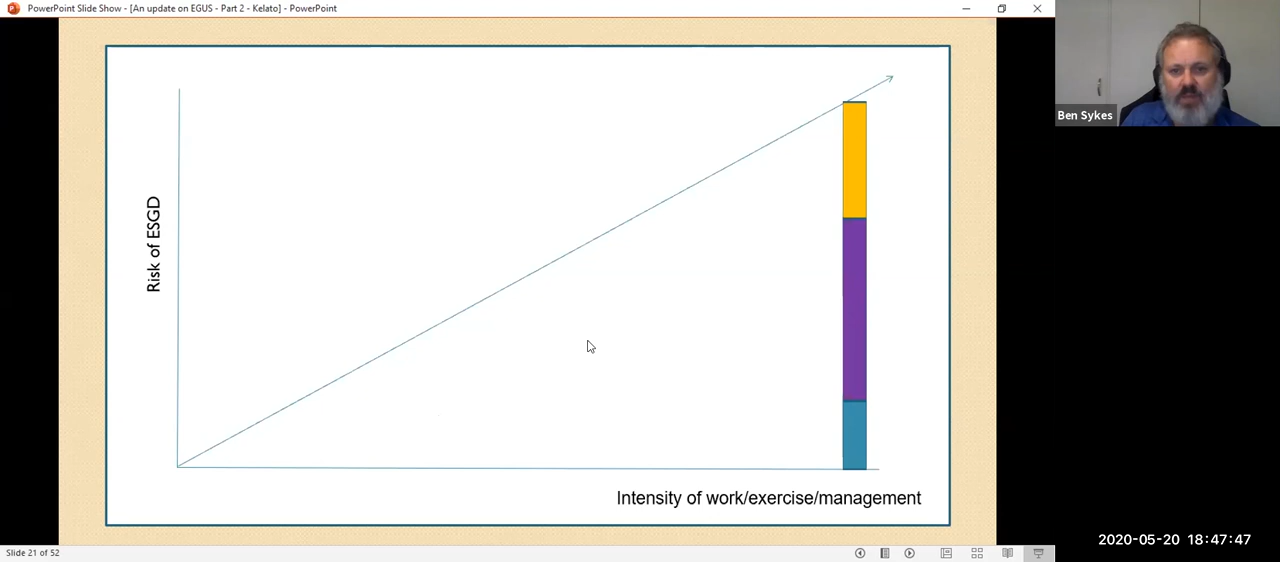 PowerPoint Slide Show - [An update on EGUS - Part 2 - Kelato] - PowerPoint
Ben Sykes
Risk of ESGD
Intensity of work/exercise/management
2020-05-20 18:47:47
Slide 21 of 52